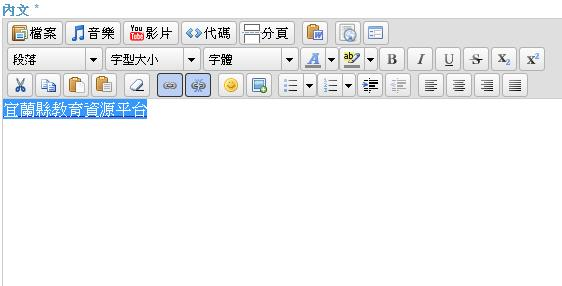 內文 *
檔案 音樂 You Tube 影片 代碼 分頁
段落 字型大小 字體 A ab B I U S X₂ X²
宜蘭縣教育資源平台